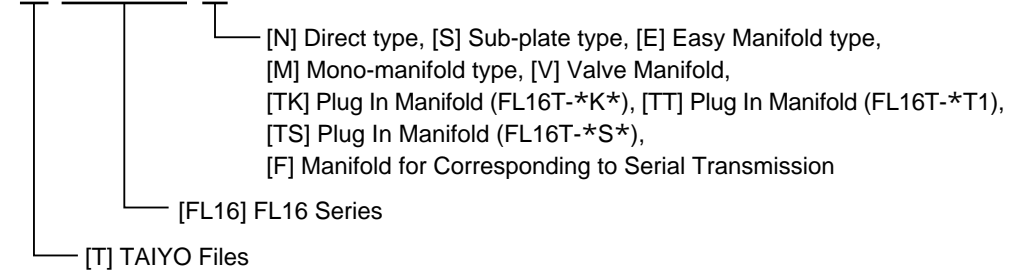 [N] Direct type, [S] Sub-plate type, [E] Easy Manifold type,
[M] Mono-manifold type, [V] Valve Manifold,
[TK] Plug In Manifold (FL16T-*K*), [TT] Plug In Manifold (FL16T-*T1),
[TS] Plug In Manifold (FL16T-*S*),
[F] Manifold for Corresponding to Serial Transmission
[FL16] FL16 Series
[T] TAIYO Files